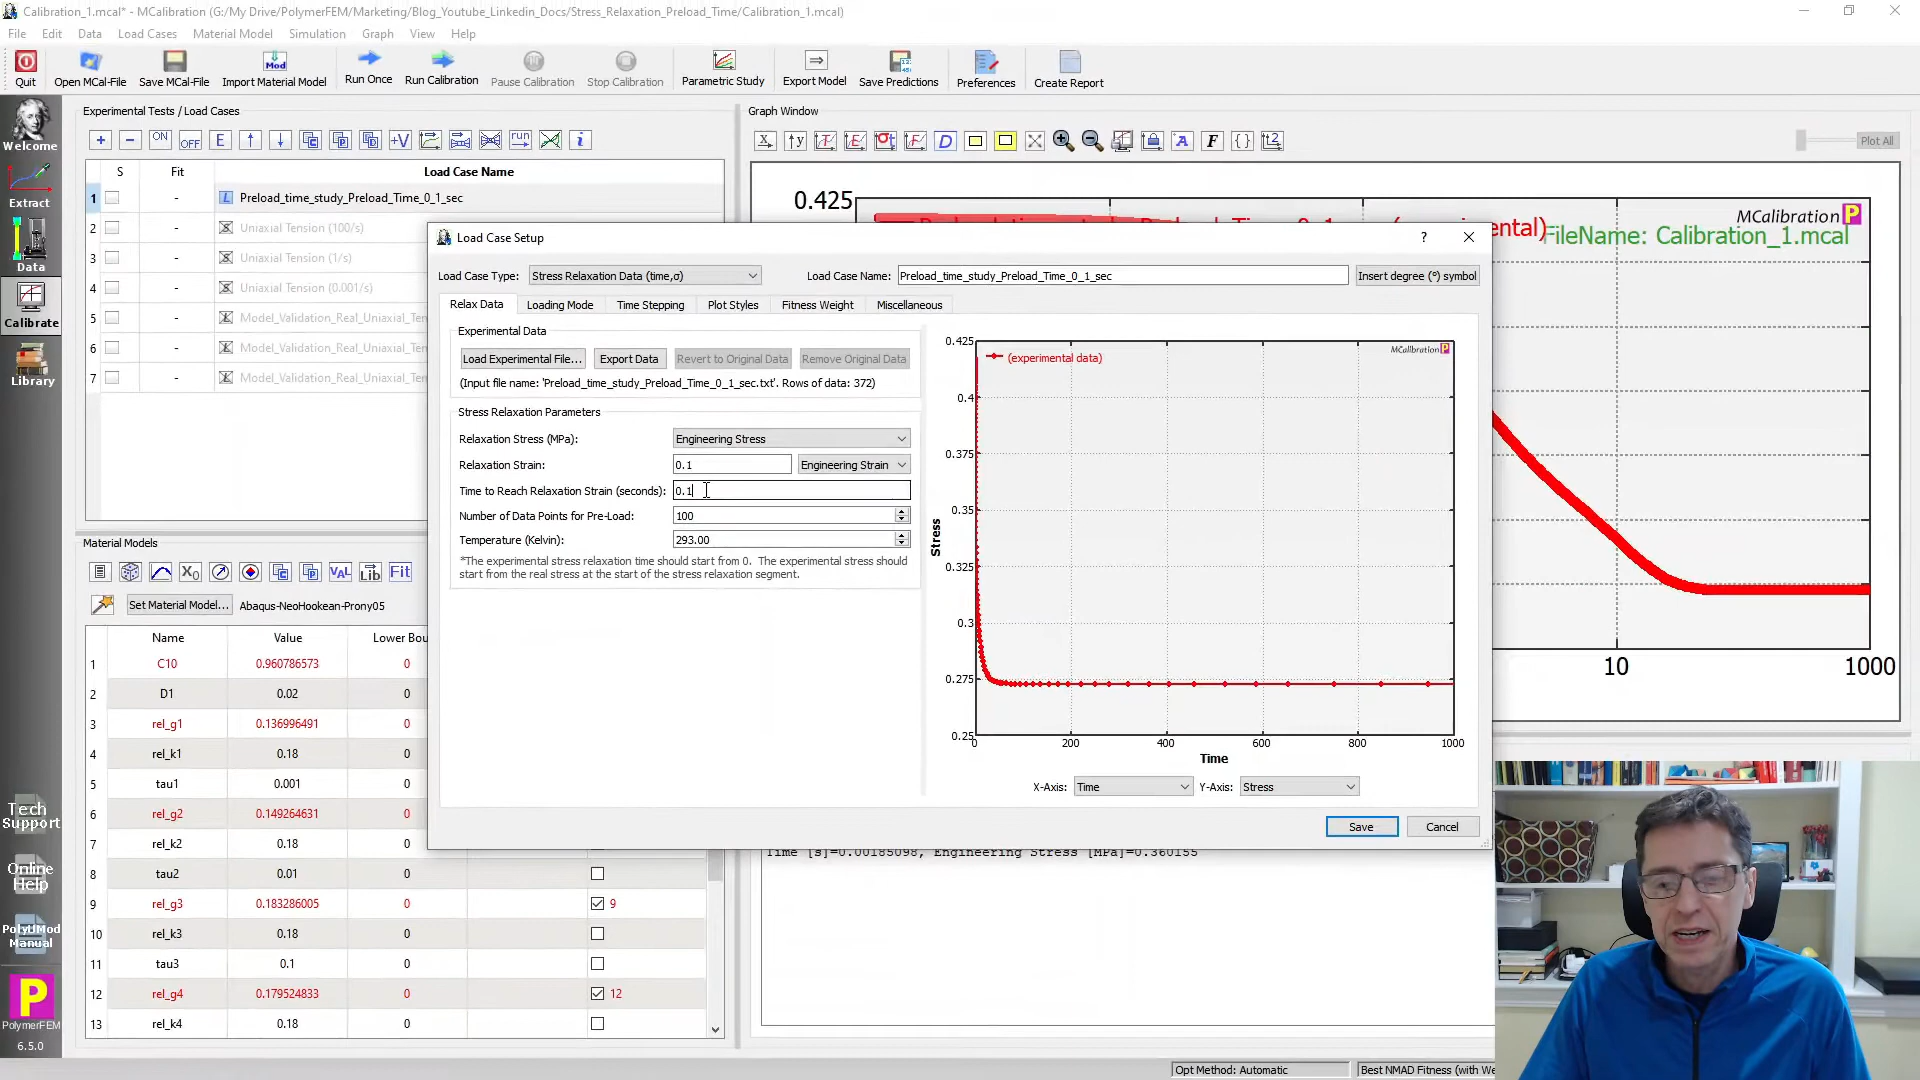 Calibration_1.mcal* - MCalibration (G:/My Drive/PolymerFEM/Marketing/Blog_Youtube_Linkedin_Docs/Stress_Relaxation_Preload_Time/Calibration_1.mcal)
File Edit Data Load Cases Material Model Simulation Graph View Help
Quit Open MCal-File Save MCal-File Import Material Model Run Once Run Calibration Pause Calibration Stop Calibration Parametric Study Export Model Save Predictions Preferences Create Report
Welcome
Extract
Data
Calibrate
Library
Tech
Support
Online
Help
PolyUMod
Manual
PolymerFEM
6.5.0
Experimental Tests / Load Cases
S Fit Load Case Name
1 - Preload_time_study_Preload_Time_0_1_sec
2 - Uniaxial Tension (100/s)
3 - Uniaxial Tension (1/s)
4 - Uniaxial Tension (0.001/s)
5 - Model_Validation_Real_Uniaxial_Ten
6 - Model_Validation_Real_Uniaxial_Ten
7 - Model_Validation_Real_Uniaxial_Ten
Material Models
Set Material Model... Abaqus-NeoHookean-Prony05
Name Value Lower Bou
1 C10 0.960786573 0
2 D1 0.02 0
3 rel_g1 0.136996491 0
4 rel_k1 0.18 0
5 tau1 0.001 0
6 rel_g2 0.149264631 0
7 rel_k2 0.18 0
8 tau2 0.01 0
9 rel_g3 0.183286005 0 9
10 rel_k3 0.18 0
11 tau3 0.1 0
12 rel_g4 0.179524833 0 12
13 rel_k4 0.18 0
Graph Window
Plot All
0.425
ental)
MCalibration
FileName: Calibration_1.mcal
10 1000
Load Case Setup
Load Case Type: Stress Relaxation Data (time,σ) Load Case Name: Preload_time_study_Preload_Time_0_1_sec Insert degree (°) symbol
Relax Data Loading Mode Time Stepping Plot Styles Fitness Weight Miscellaneous
Experimental Data
Load Experimental File... Export Data Revert to Original Data Remove Original Data
(Input file name: 'Preload_time_study_Preload_Time_0_1_sec.txt'. Rows of data: 372)
Stress Relaxation Parameters
Relaxation Stress (MPa): Engineering Stress
Relaxation Strain: 0.1 Engineering Strain
Time to Reach Relaxation Strain (seconds): 0.1
Number of Data Points for Pre-Load: 100
Temperature (Kelvin): 293.00
*The experimental stress relaxation time should start from 0. The experimental stress should
start from the real stress at the start of the stress relaxation segment.
0.425
(experimental data)
MCalibration
0.4
0.375
0.35
0.325
0.3
0.275
0.25
Stress
0 200 400 600 800 1000
Time
X-Axis: Time Y-Axis: Stress
Save Cancel
Time [s]=0.00185098, Engineering Stress [MPa]=0.360155
Opt Method: Automatic
Best NMAD Fitness (with We